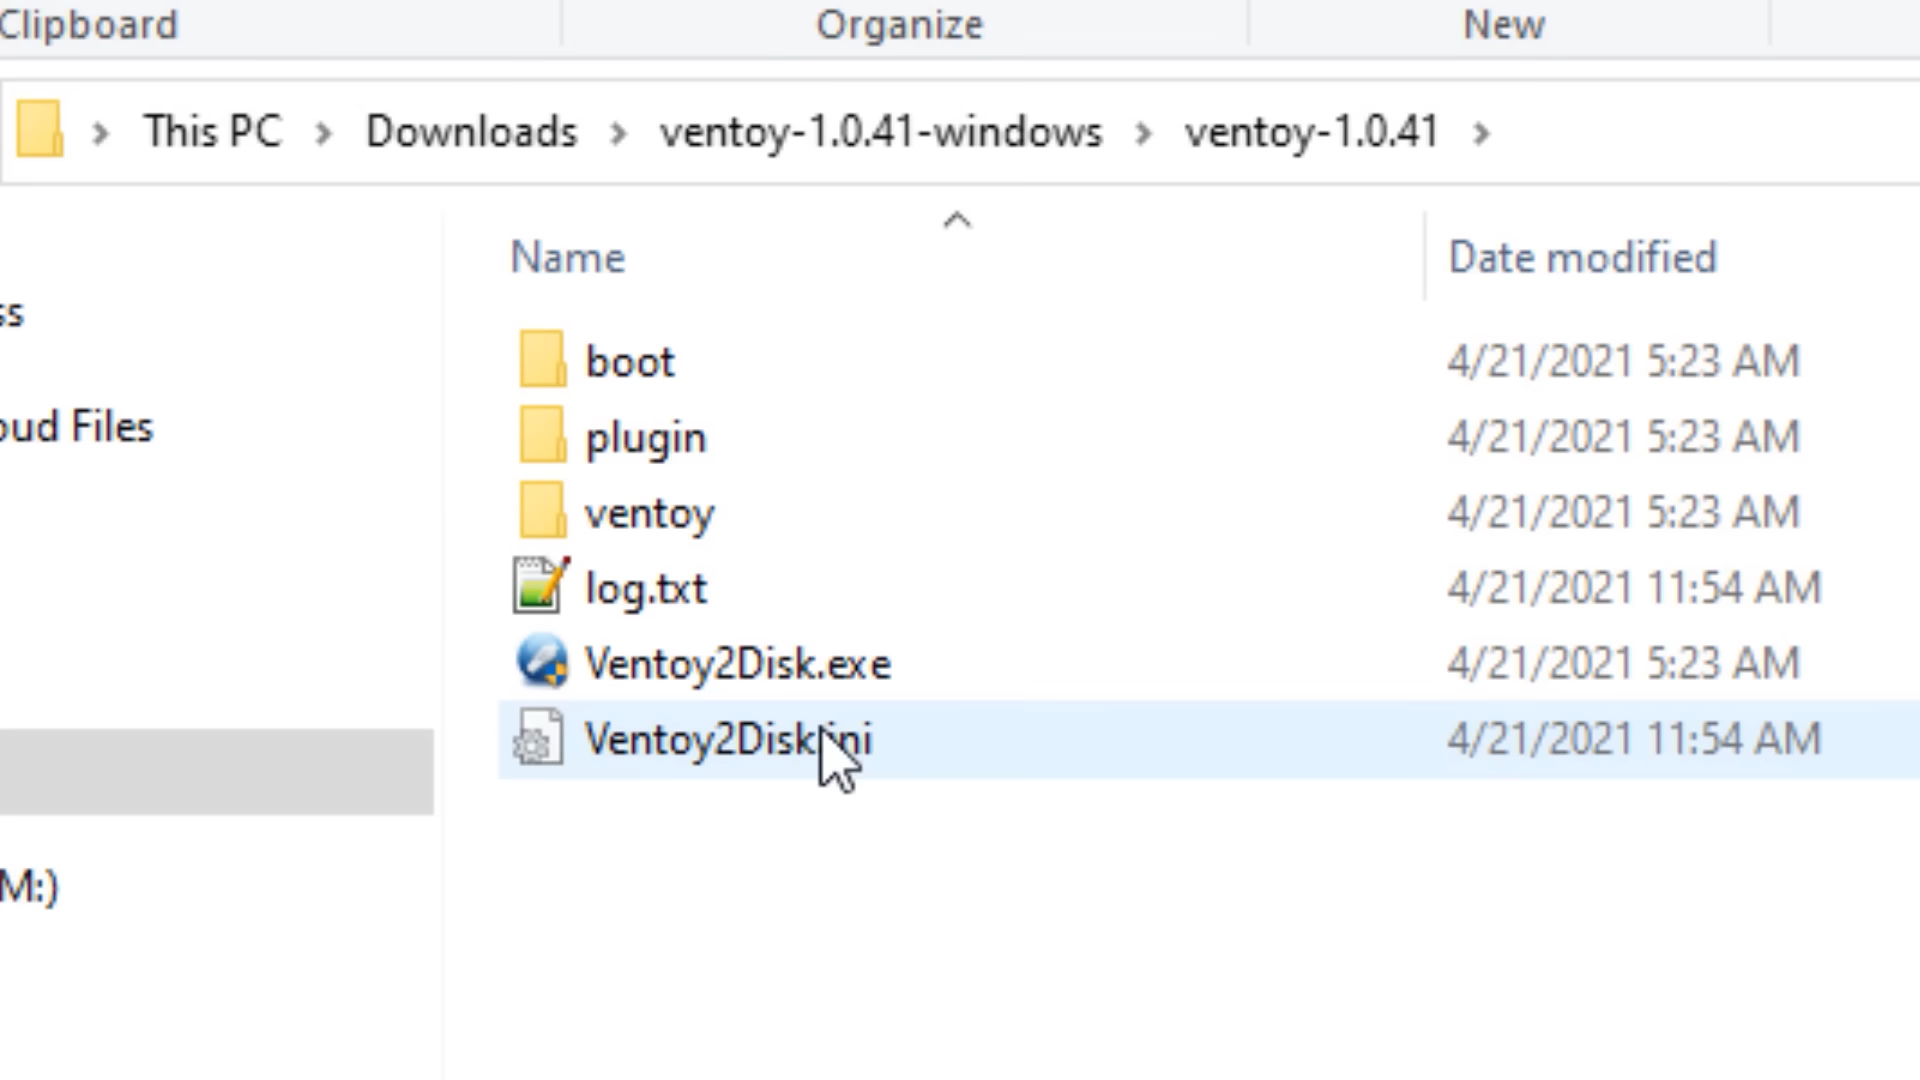 Clipboard Organize New
This PC > Downloads > ventoy-1.0.41-windows > ventoy-1.0.41 >
Name Date modified
ss
boot 4/21/2021 5:23 AM
oud Files
plugin 4/21/2021 5:23 AM
ventoy 4/21/2021 5:23 AM
log.txt 4/21/2021 11:54 AM
Ventoy2Disk.exe 4/21/2021 5:23 AM
Ventoy2Disk.ini 4/21/2021 11:54 AM
M:)